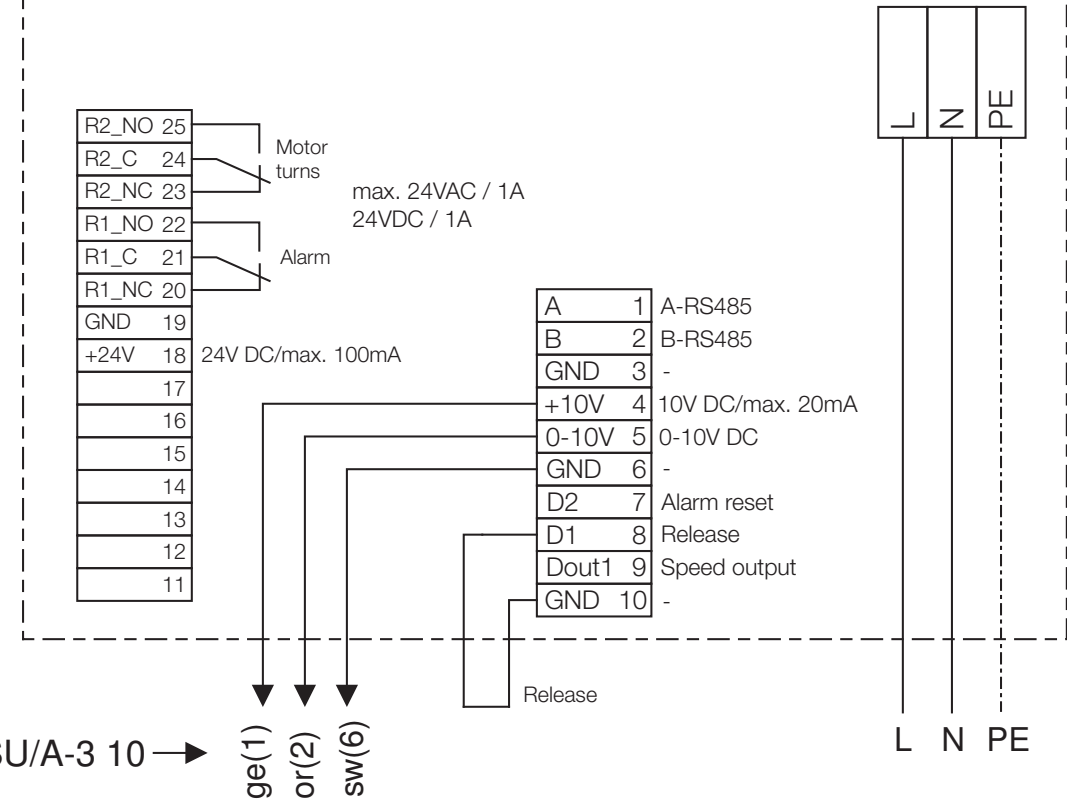 L
N
PE
R2_NO 25
R2_C 24
R2_NC 23
R1_NO 22
R1_C 21
R1_NC 20
GND 19
+24V 18 24V DC/max. 100mA
17
16
15
14
13
12
11
Motor
turns
max. 24VAC / 1A
24VDC / 1A
Alarm
A 1 A-RS485
B 2 B-RS485
GND 3 -
+10V 4 10V DC/max. 20mA
0-10V 5 0-10V DC
GND 6 -
D2 7 Alarm reset
D1 8 Release
Dout1 9 Speed output
GND 10 -
Release
U/A-3 10
ge(1)
or(2)
sw(6)
L N PE